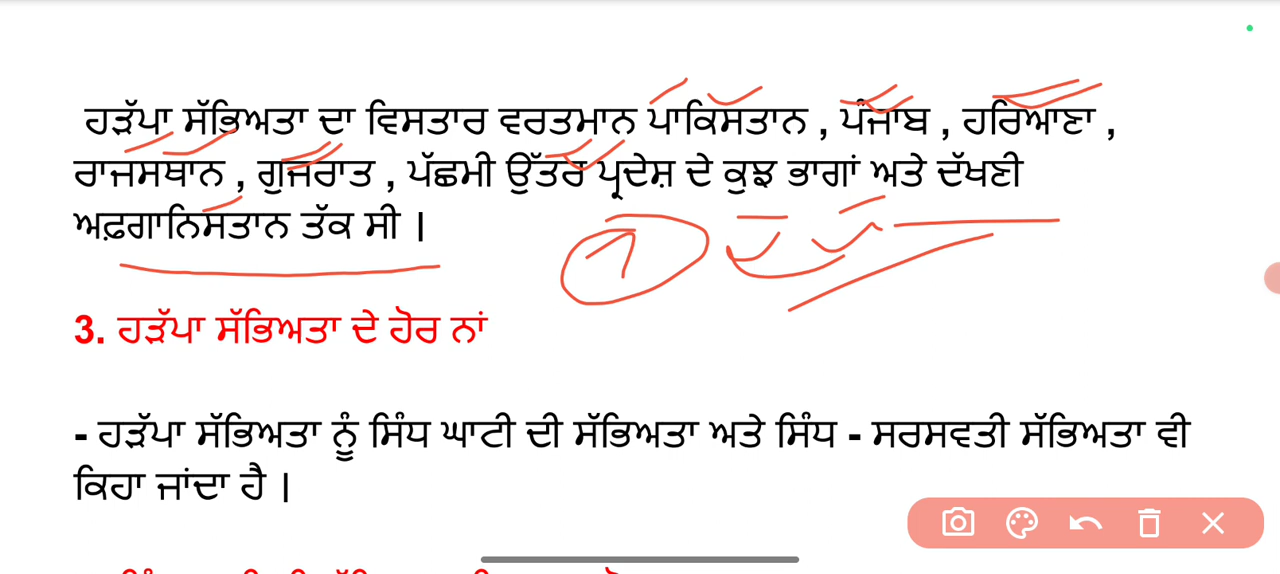 ਹੜੱਪਾ ਸੱਭਿਅਤਾ ਦਾ ਵਿਸਤਾਰ ਵਰਤਮਾਨ ਪਾਕਿਸਤਾਨ , ਪੰਜਾਬ , ਹਰਿਆਣਾ ,
ਰਾਜਸਥਾਨ , ਗੁਜਰਾਤ , ਪੱਛਮੀ ਉੱਤਰ ਪ੍ਰਦੇਸ਼ ਦੇ ਕੁਝ ਭਾਗਾਂ ਅਤੇ ਦੱਖਣੀ
ਅਫ਼ਗਾਨਿਸਤਾਨ ਤੱਕ ਸੀ |
3. ਹੜੱਪਾ ਸੱਭਿਅਤਾ ਦੇ ਹੋਰ ਨਾਂ
- ਹੜੱਪਾ ਸੱਭਿਅਤਾ ਨੂੰ ਸਿੰਧ ਘਾਟੀ ਦੀ ਸੱਭਿਅਤਾ ਅਤੇ ਸਿੰਧ - ਸਰਸਵਤੀ ਸੱਭਿਅਤਾ ਵੀ
ਕਿਹਾ ਜਾਂਦਾ ਹੈ |